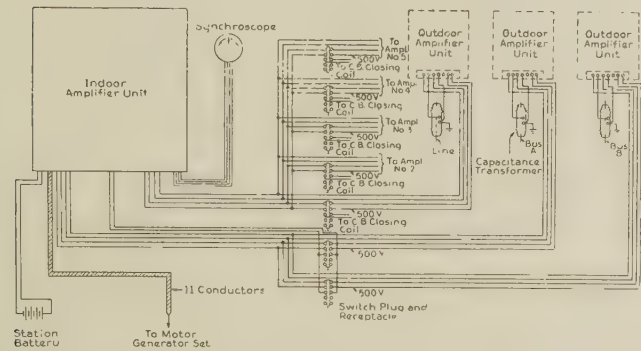 Synchroscope
Indoor
Amplifier Unit
To
Ampl
No 5
500V
To C B Closing
Coil
To Ampl
No 4
500V
To C B Closing
Coil
To Ampl
No 3
500V
To C B Closing
Coil
To Ampl
No 2
500V
To C B Closing
Coil
500V
To C B Closing
Coil
500V
500V
Switch Plug and
Receptacle
Outdoor
Amplifier
Unit
Outdoor
Amplifier
Unit
Outdoor
Amplifier
Unit
Line
Capacitance
Transformer
Bus
A
Bus
B
11 Conductors
Station
Battery
To Motor
Generator Set